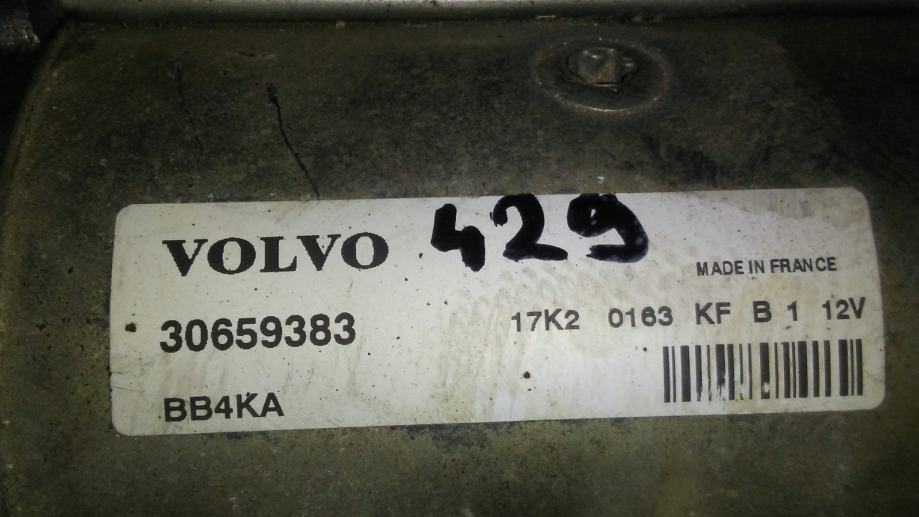 VOLVO 429
MADE IN FRANCE
30659383 17K2 0163 KF B 1 12V
BB4KA